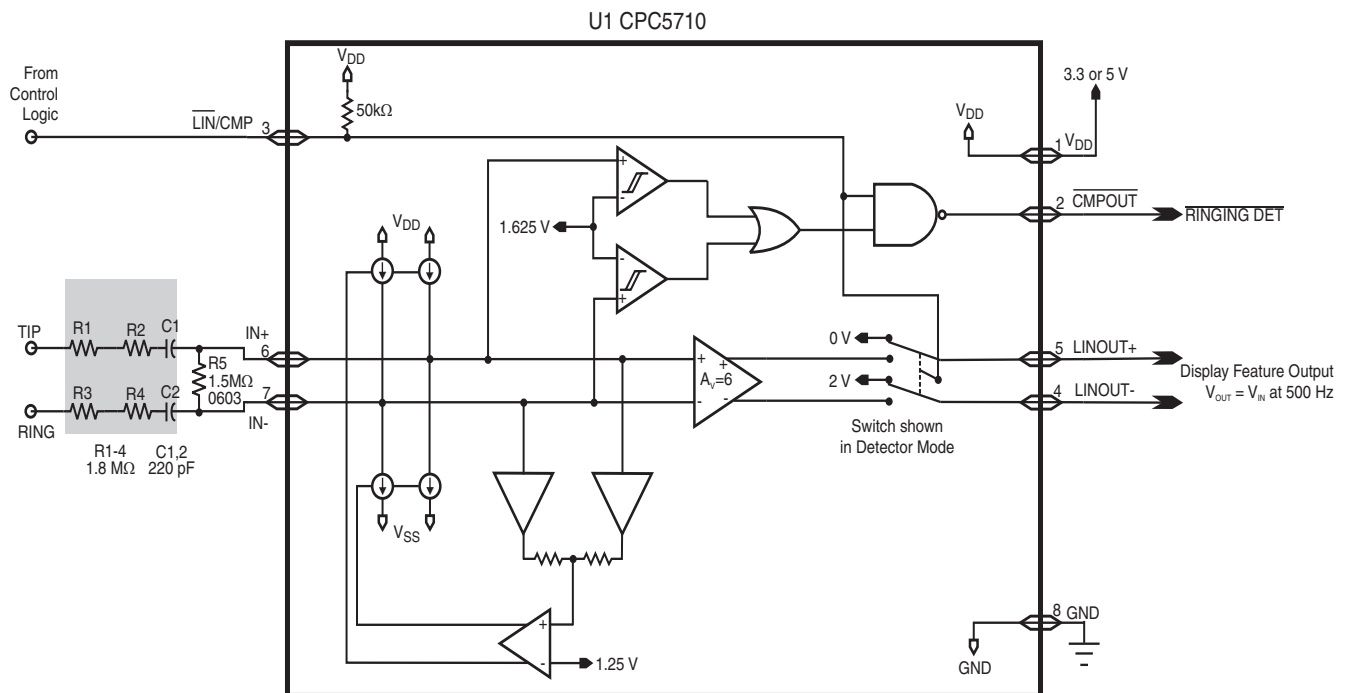 U1 CPC5710
From
Control
Logic
LIN/CMP
3
VDD
50kΩ
VDD
3.3 or 5 V
1
VDD
2
CMPOUT
RINGING DET
+
-
1.625 V
-
+
VDD
TIP
R1
R2
C1
IN+
6
R5
1.5MΩ
0603
R3
R4
C2
7
IN-
RING
R1-4
1.8 MΩ
C1,2
220 pF
+
-
AV=6
+
-
0 V
2 V
5
LINOUT+
4
LINOUT-
Display Feature Output
VOUT = VIN at 500 Hz
Switch shown
in Detector Mode
VSS
+
-
1.25 V
8
GND
GND